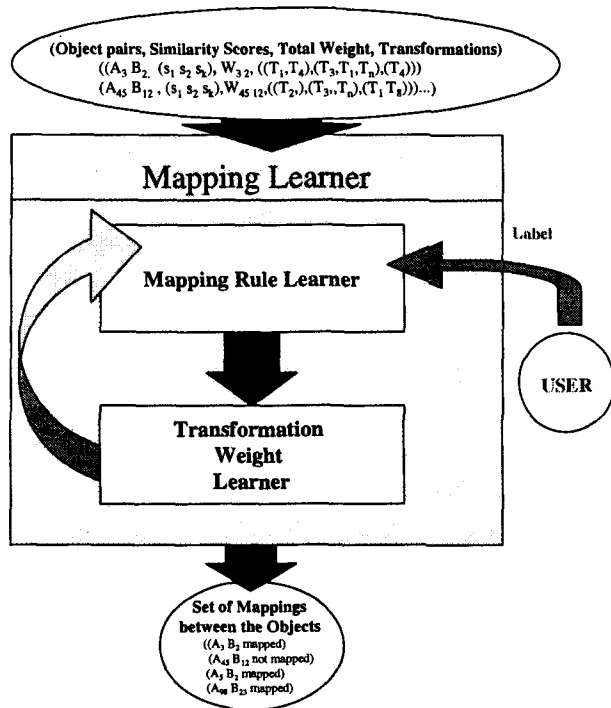 (Object pairs, Similarity Scores, Total Weight, Transformations)
((A3 B2, (s1 s2 sk), W3 2, ((T1,T4),(T3,T1,Tn),(T4)))
(A45 B12 , (s1 s2 sk),W45 12,((T2,),(T3,,Tn),(T1 T8)))...)
Mapping Learner
Label
Mapping Rule Learner
USER
Transformation
Weight
Learner
Set of Mappings
between the Objects
((A3 B2 mapped)
(A45 B12 not mapped)
(A5 B2 mapped)
(A98 B23 mapped)